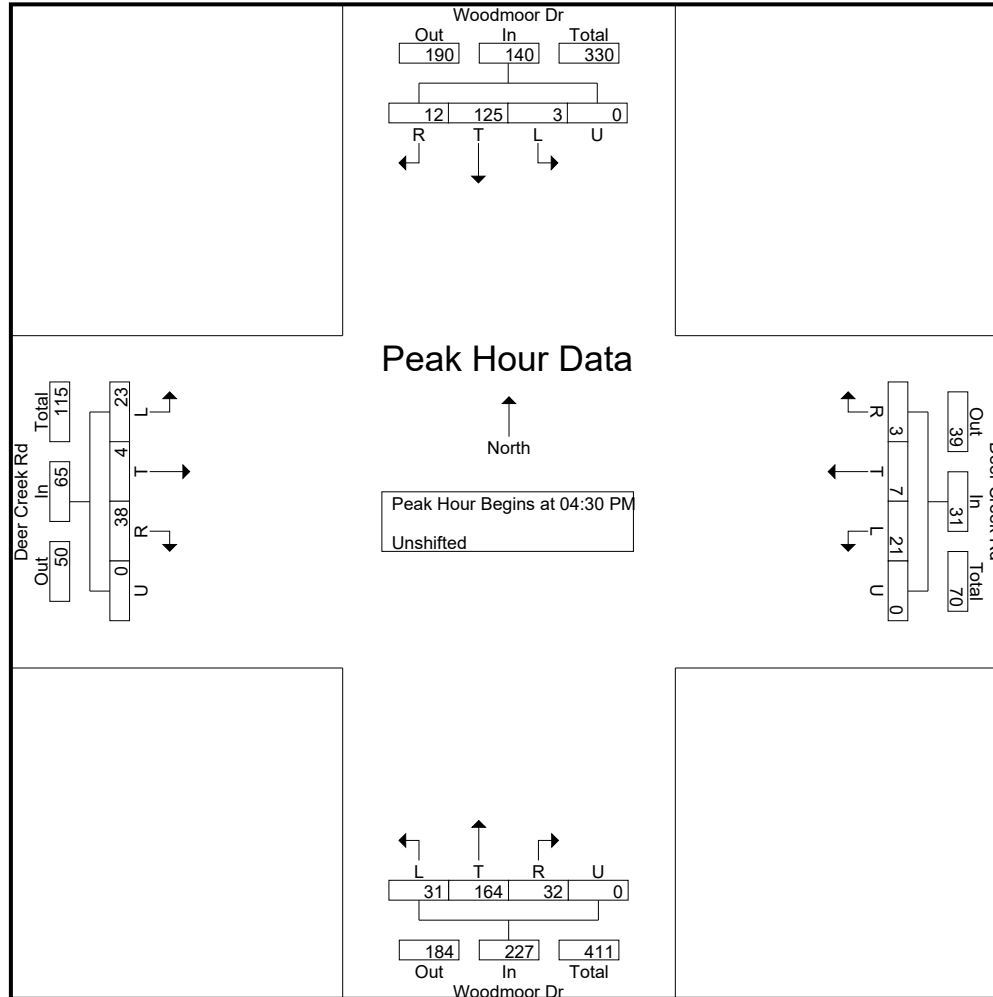 Woodmoor Dr
Out In Total
190 140 330
12 125 3 0
R T L U
Peak Hour Data
North
Peak Hour Begins at 04:30 PM
Unshifted
Deer Creek Rd
Out In Total
50 65 115
23 4 38 0
L T R U
Out In Total
39 31 70
3 7 21 0
R T L U
L T R U
31 164 32 0
184 227 411
Out In Total
Woodmoor Dr